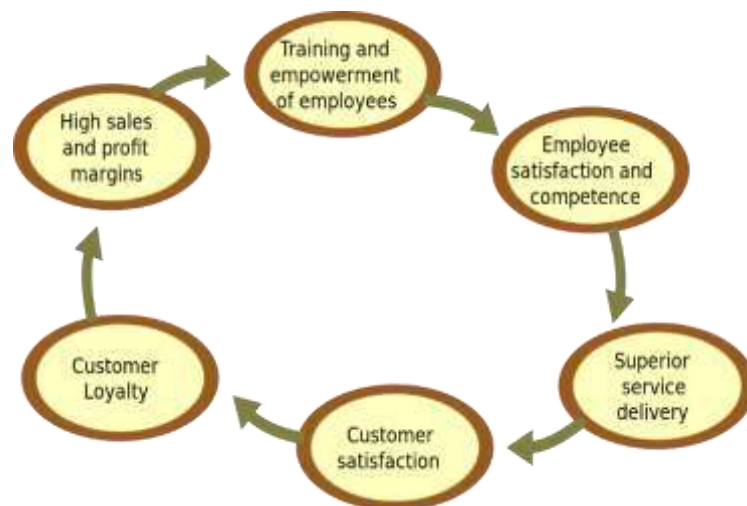 Training and
empowerment
of employees
Employee
satisfaction and
competence
Superior
service
delivery
Customer
satisfaction
Customer
Loyalty
High sales
and profit
margins